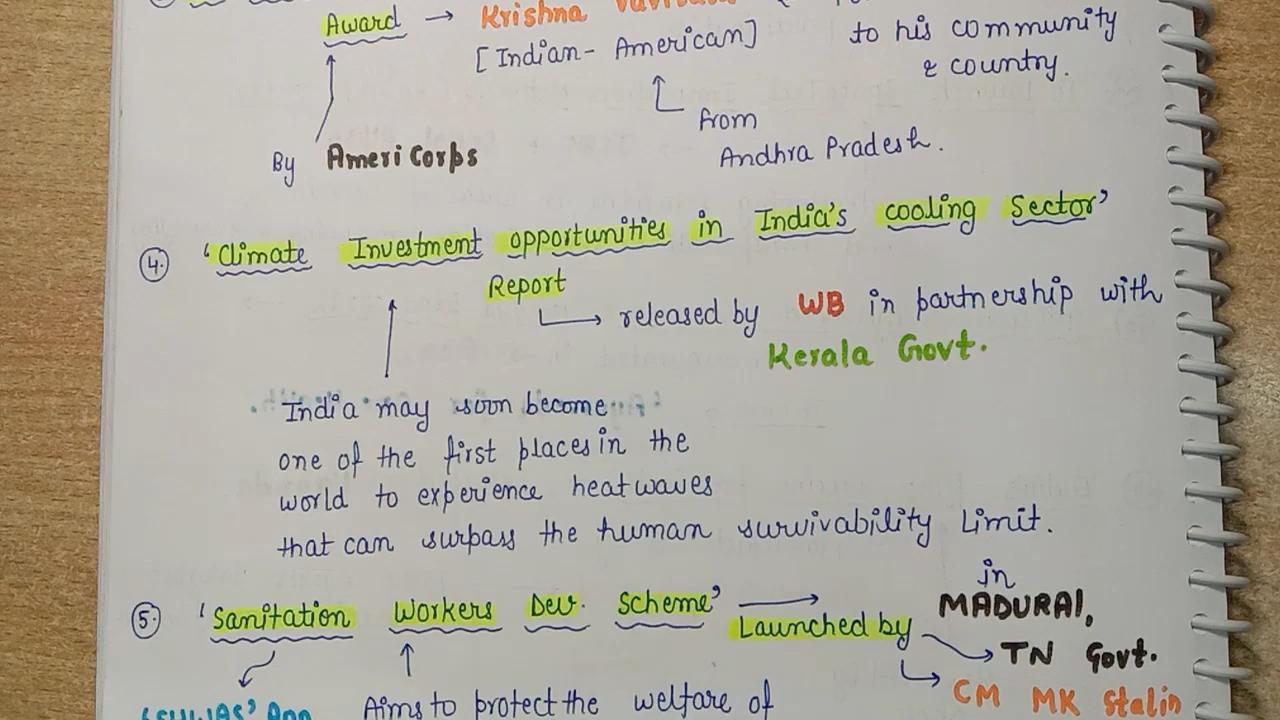 Award → Krishna
[Indian-American]
to his community
& country.
from
Andhra Pradesh.
By AmeriCorps
4. 'Climate Investment opportunities in India's cooling Sector'
Report
released by WB in partnership with
Kerala Govt.
India may soon become
one of the first places in the
world to experience heatwaves
that can surpass the human survivability Limit.
5. 'Sanitation Workers Dev. Scheme' → Launched by
in
MADURAI,
TN Govt.
CM MK Stalin
Aims to protect the welfare of